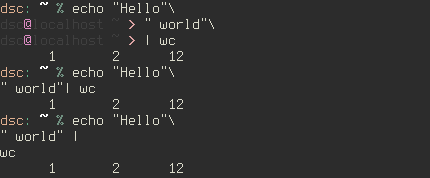 dsc: ~ % echo "Hello"\
dsc@localhost ~ > " world"\
dsc@localhost ~ > | wc
1 2 12
dsc: ~ % echo "Hello"\
" world"| wc
1 2 12
dsc: ~ % echo "Hello"\
" world" |
wc
1 2 12